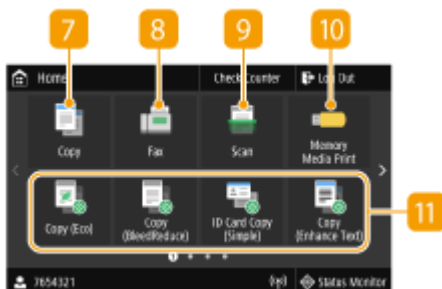 7 8 9 10
Home Check Counter Log Out
Copy Fax Scan Memory
Media Print
Copy (Eco) Copy
(BleedReduce) ID Card Copy
(Simple) Copy
(Enhance Text)
11
7654321 Status Monitor